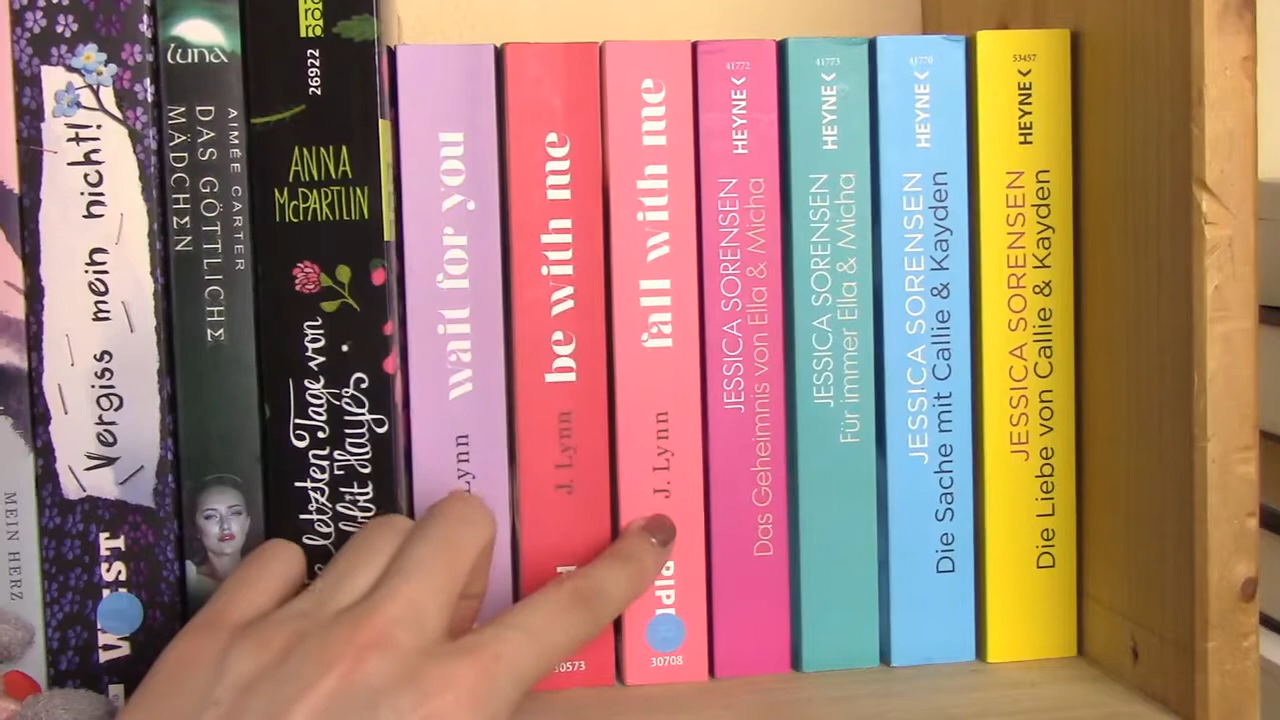 MEIN HERZ
Vergiss mein nicht!
luna
AIMÉE CARTER
DAS GÖTTLICHE
MÄDCHEN
26922
ANNA
McPARTLIN
letzten Tage von
Hayes
wait for you
Lynn
be with me
J. Lynn
30573
fall with me
J. Lynn
30708
41772
HEYNE
JESSICA SORENSEN
Das Geheimnis von Ella & Micha
41773
HEYNE
JESSICA SORENSEN
Für immer Ella & Micha
41770
HEYNE
JESSICA SORENSEN
Die Sache mit Callie & Kayden
53457
HEYNE
JESSICA SORENSEN
Die Liebe von Callie & Kayden